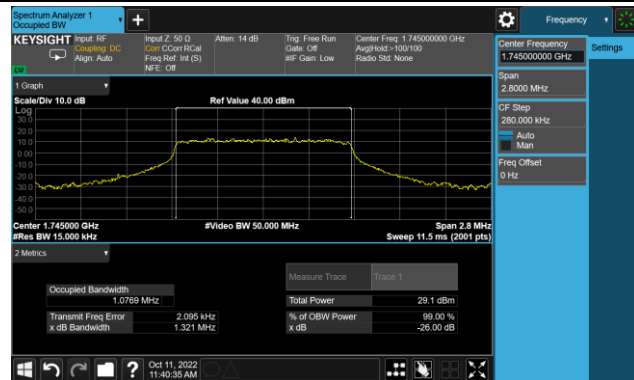 Spectrum Analyzer 1
Occupied BW
Frequency
KEYSIGHT
Input: RF
Coupling: DC
Align: Auto
Input Z: 50 Ω
Corr CCorr RCal
Freq Ref: Int (S)
NFE: Off
Atten: 14 dB
Trig: Free Run
Gate: Off
#IF Gain: Low
Center Freq: 1.745000000 GHz
Avg|Hold:>100/100
Radio Std: None
Center Frequency
1.745000000 GHz
Settings
Span
2.8000 MHz
CF Step
280.000 kHz
Auto
Man
Freq Offset
0 Hz
1 Graph
Scale/Div 10.0 dB
Ref Value 40.00 dBm
Log
30.0
20.0
10.0
0.00
-10.0
-20.0
-30.0
-40.0
-50.0
Center 1.745000 GHz
#Video BW 50.000 MHz
Span 2.8 MHz
#Res BW 15.000 kHz
Sweep 11.5 ms (2001 pts)
2 Metrics
Measure Trace
Trace 1
Occupied Bandwidth
1.0769 MHz
Total Power
29.1 dBm
Transmit Freq Error
2.095 kHz
% of OBW Power
99.00 %
x dB Bandwidth
1.321 MHz
x dB
-26.00 dB
?
Oct 11, 2022
11:40:35 AM